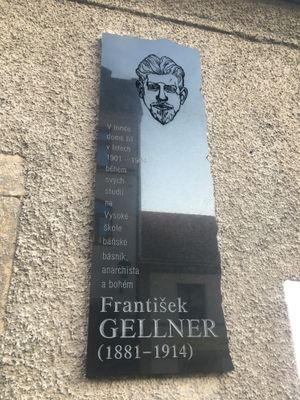 V tomto
domě žil
v letech
1901 – 1904
během
svých
studií
na
Vysoké
škole
báňské
básník,
anarchista
a bohém
František
GELLNER
(1881–1914)